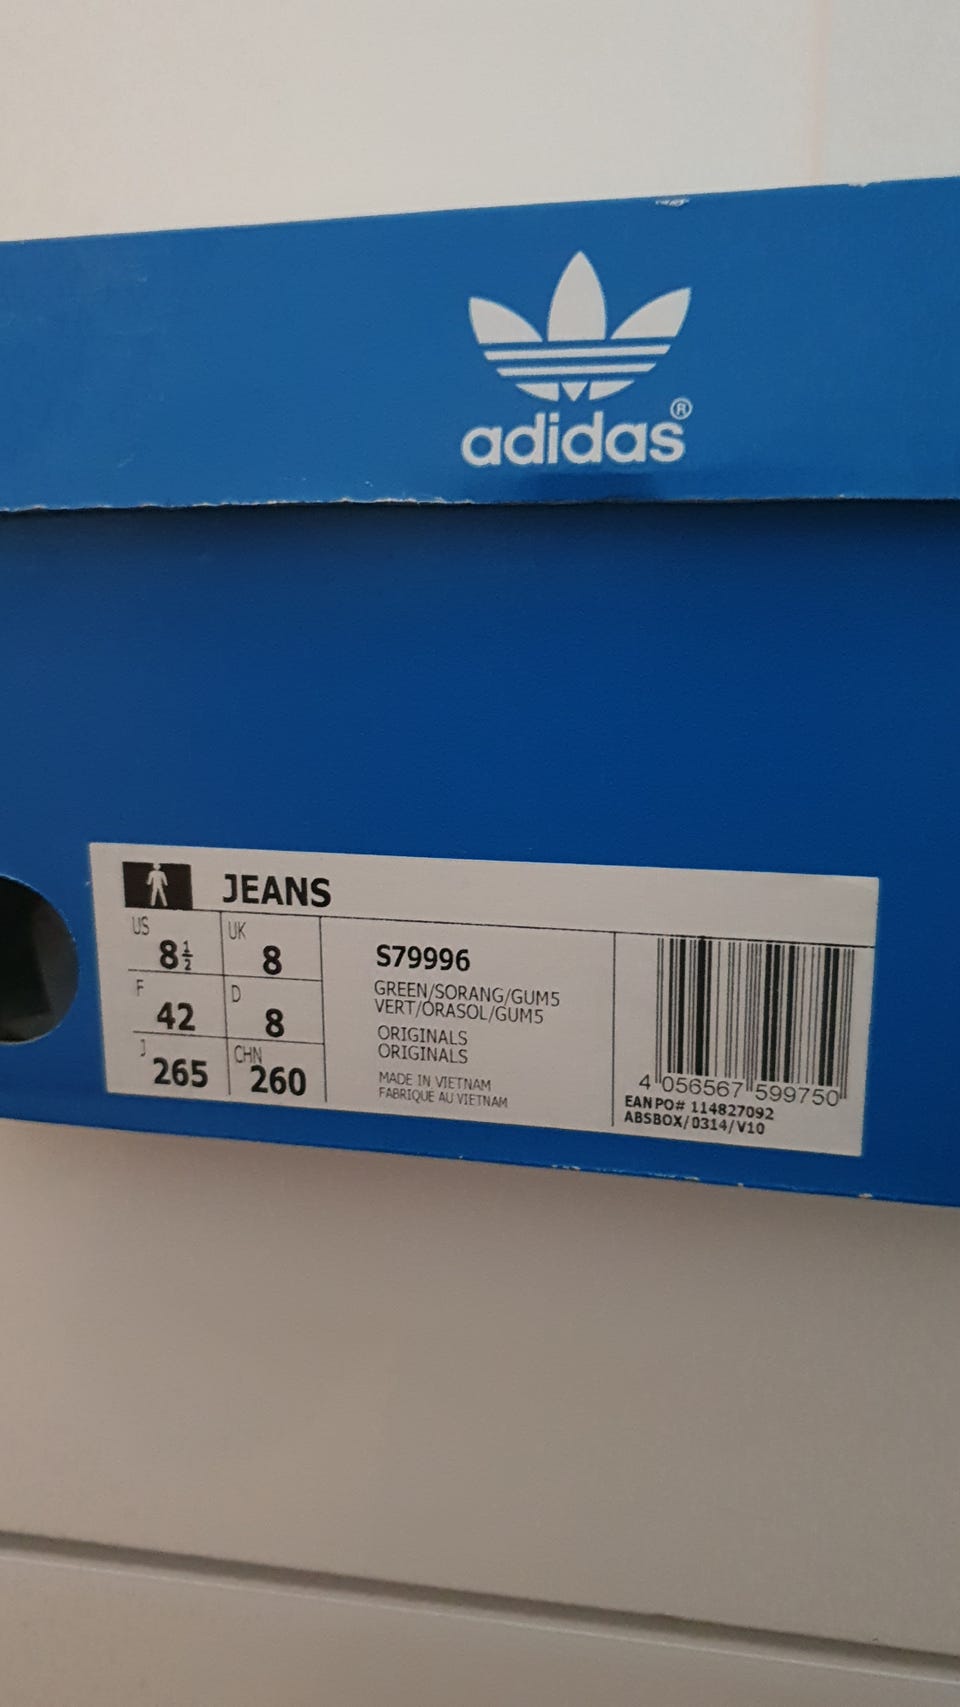 adidas®
JEANS
US 8½ UK 8
F 42 D 8
J 265 CHN 260
S79996
GREEN/SORANG/GUM5
VERT/ORASOL/GUM5
ORIGINALS
ORIGINALS
MADE IN VIETNAM
FABRIQUE AU VIETNAM
4 056567 599750
EAN PO# 114827092
ABSBOX/0314/V10